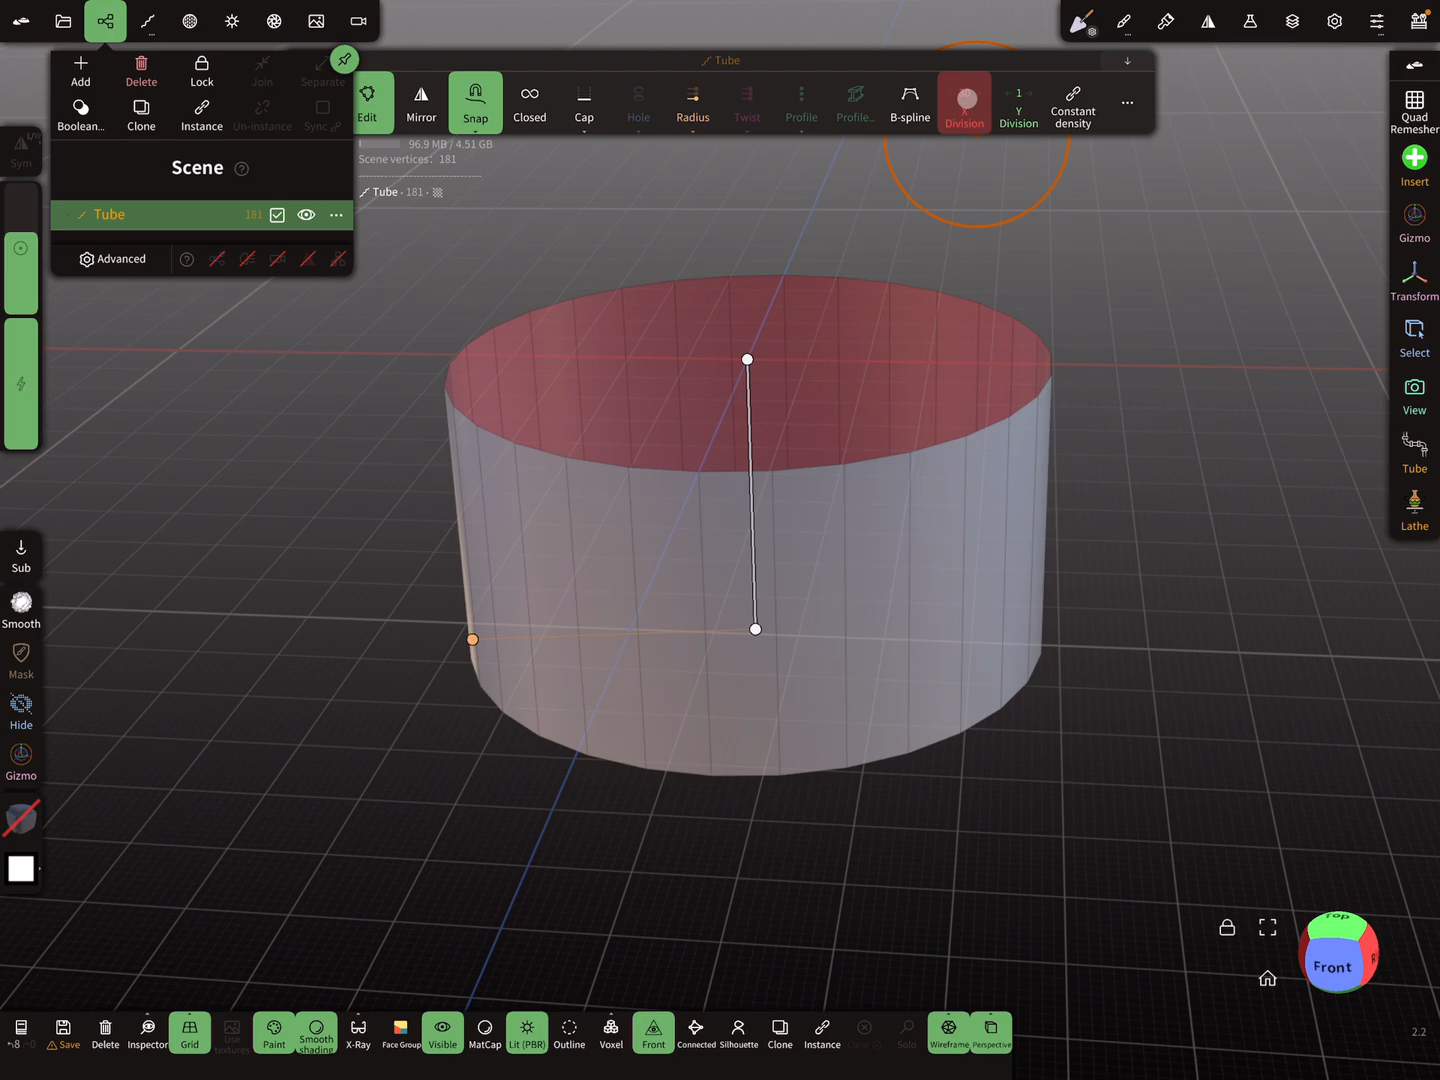 Add
Delete
Lock
Join
Separate
Boolean...
Clone
Instance
Un-instance
Sync
Scene
Tube
181
Advanced
Tube
Edit
Mirror
Snap
Closed
Cap
Hole
Radius
Twist
Profile
Profile...
B-spline
X
Division
1
Y
Division
Constant
density
96.9 MB / 4.51 GB
Scene vertices: 181
Tube · 181 ·
Sym
Sub
Smooth
Mask
Hide
Gizmo
Quad
Remesher
Insert
Gizmo
Transform
Select
View
Tube
Lathe
Top
Front
R
2.2
8
0
Save
Delete
Inspector
Grid
Use
textures
Paint
Smooth
shading
X-Ray
Face Group
Visible
MatCap
Lit (PBR)
Outline
Voxel
Front
Connected
Silhouette
Clone
Instance
Solo
Wireframe
Perspective